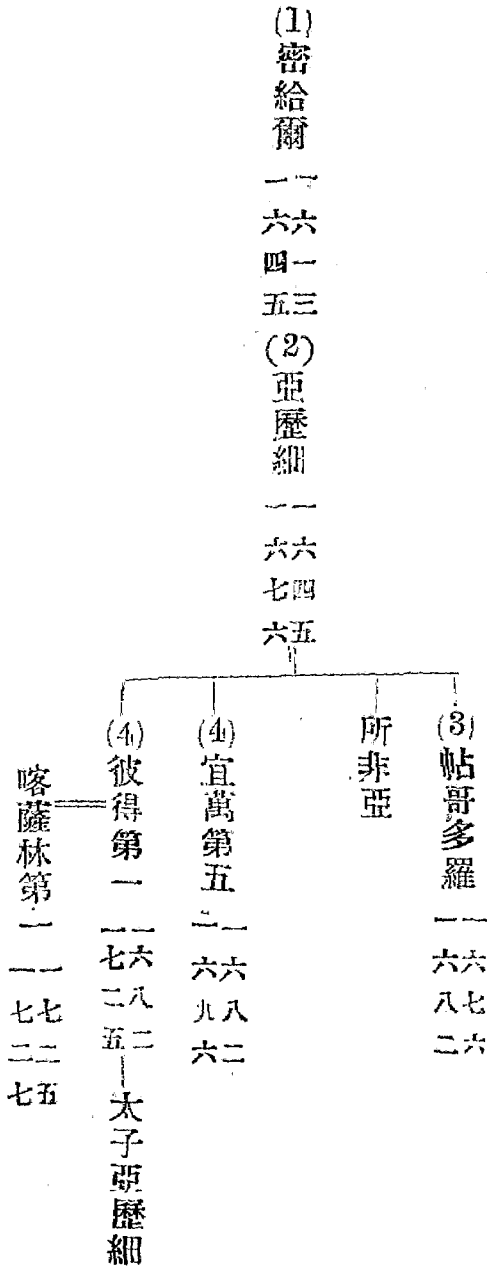 (1)密給爾
一六一三
一六四五
(2)亞歷細
一六四五
一六七六
(3)帖哥多羅
一六七六
一六八二
所非亞
(4)宜萬第五
一六八二
一六九六
(4)彼得第一
一六八二
一七二五
太子亞歷細
喀薩林第一
一七二五
一七二七